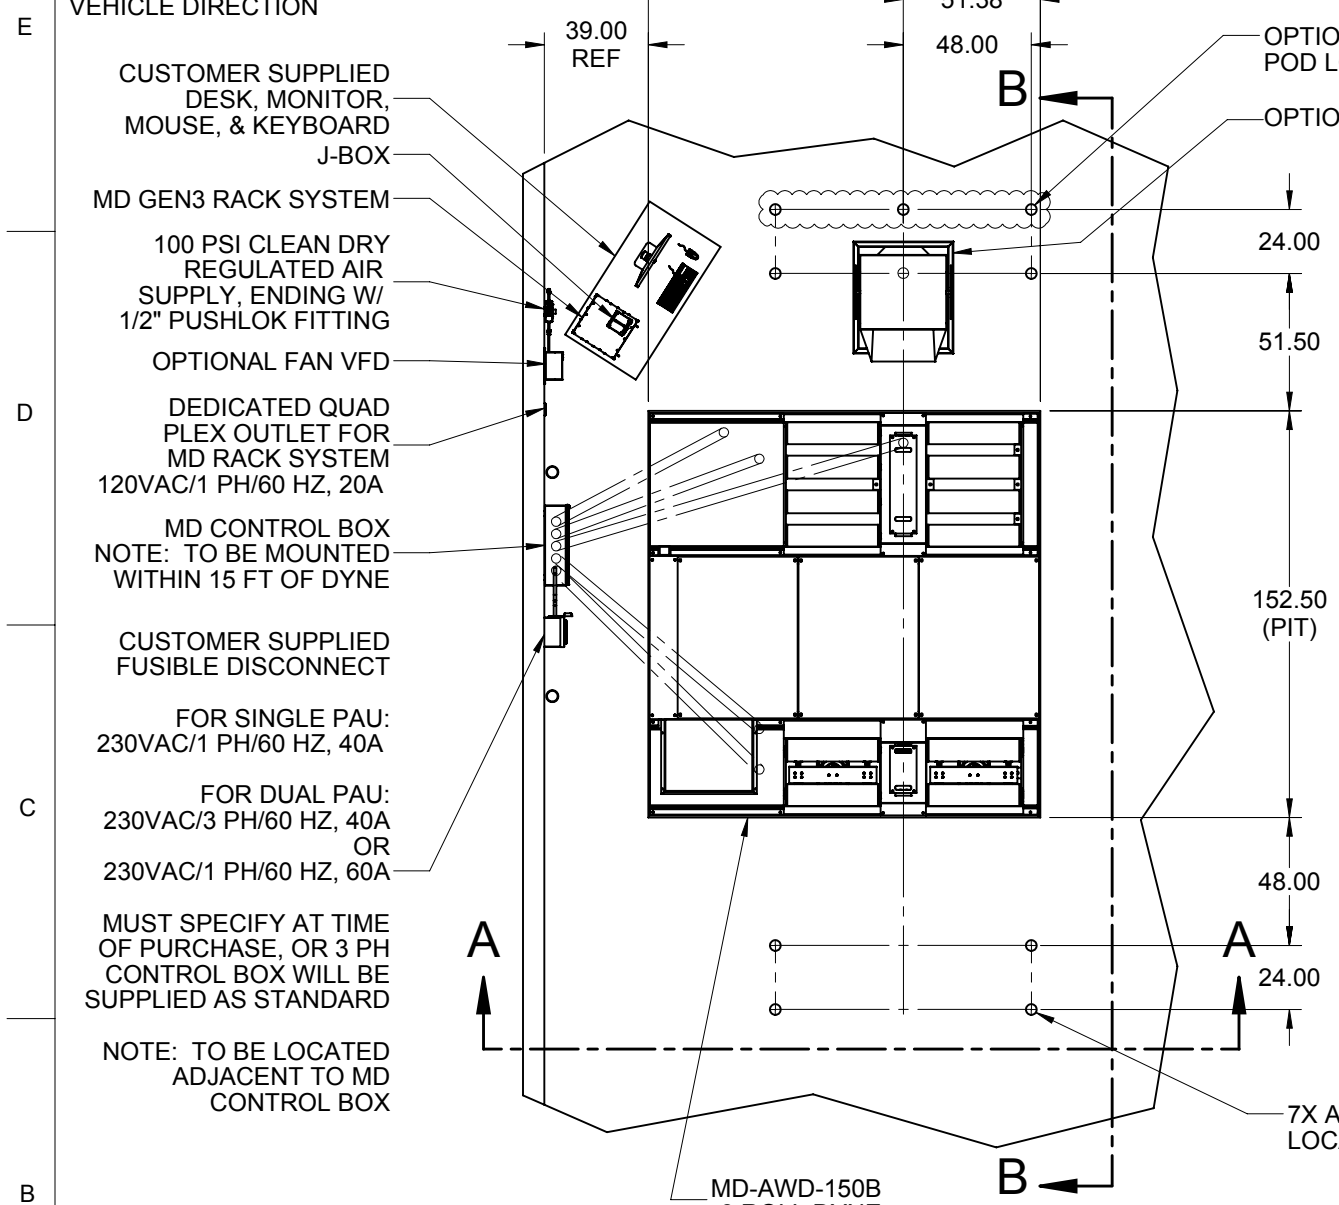 E
VEHICLE DIRECTION
51.38
39.00
REF
48.00
OPTIO
POD L
B
OPTIO
CUSTOMER SUPPLIED
DESK, MONITOR,
MOUSE, & KEYBOARD
J-BOX
MD GEN3 RACK SYSTEM
100 PSI CLEAN DRY
REGULATED AIR
SUPPLY, ENDING W/
1/2" PUSHLOK FITTING
24.00
OPTIONAL FAN VFD
51.50
D
DEDICATED QUAD
PLEX OUTLET FOR
MD RACK SYSTEM
120VAC/1 PH/60 HZ, 20A
MD CONTROL BOX
NOTE: TO BE MOUNTED
WITHIN 15 FT OF DYNE
152.50
(PIT)
CUSTOMER SUPPLIED
FUSIBLE DISCONNECT
FOR SINGLE PAU:
230VAC/1 PH/60 HZ, 40A
C
FOR DUAL PAU:
230VAC/3 PH/60 HZ, 40A
OR
230VAC/1 PH/60 HZ, 60A
48.00
MUST SPECIFY AT TIME
OF PURCHASE, OR 3 PH
CONTROL BOX WILL BE
SUPPLIED AS STANDARD
A
A
24.00
NOTE: TO BE LOCATED
ADJACENT TO MD
CONTROL BOX
7X A
LOC
B
B
MD-AWD-150B